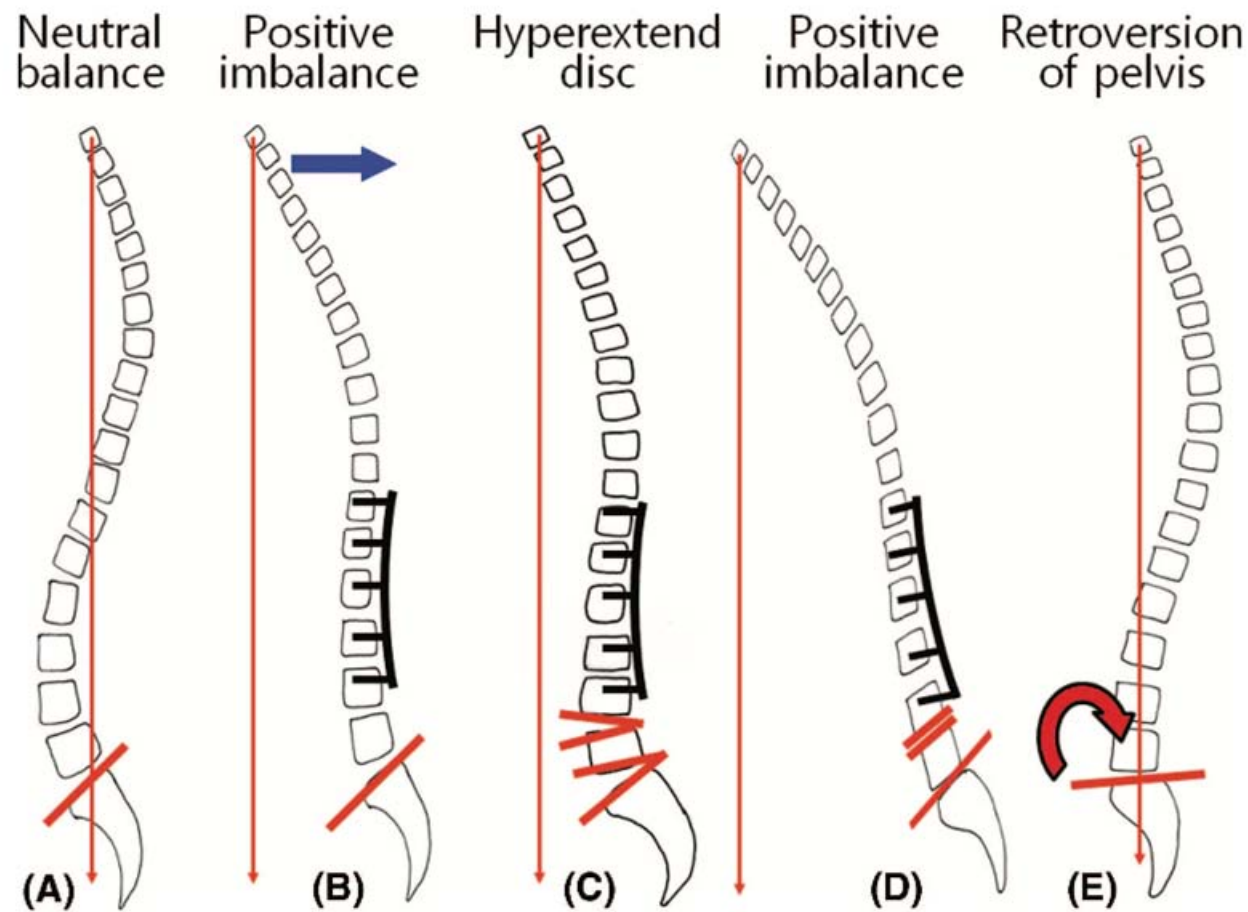 Neutral
balance
Positive
imbalance
Hyperextend
disc
Positive
imbalance
Retroversion
of pelvis
(A)
(B)
(C)
(D)
(E)